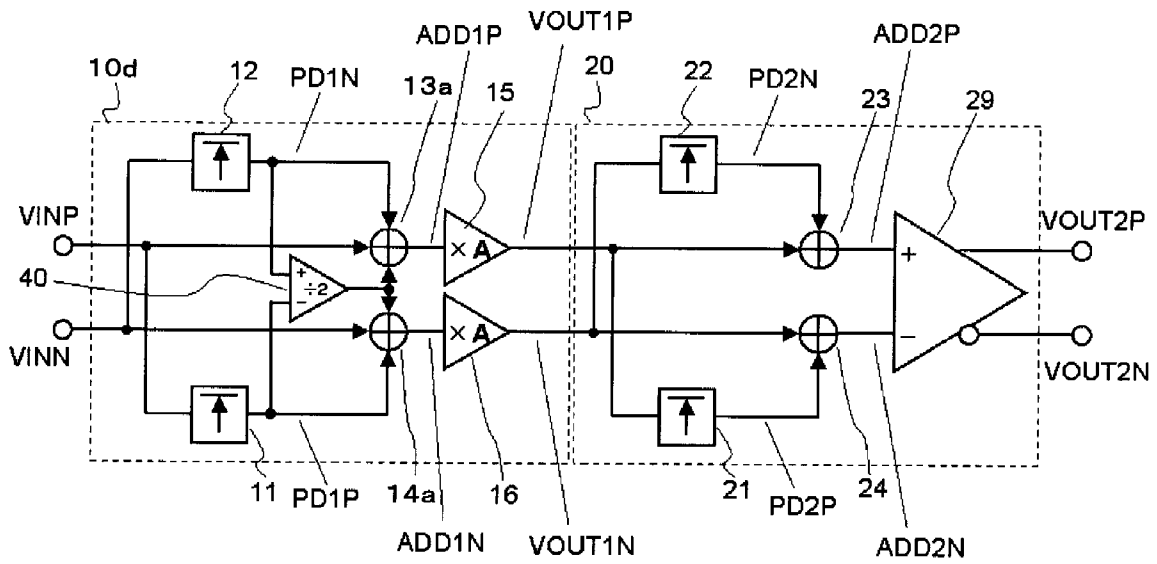 VOUT1P
ADD1P
ADD2P
10d
12
PD1N
13a
15
20
22
PD2N
23
29
VINP
× A
VOUT2P
+
+
40
÷2
−
× A
−
VINN
VOUT2N
11
PD1P
14a
16
21
PD2P
24
ADD1N
VOUT1N
ADD2N